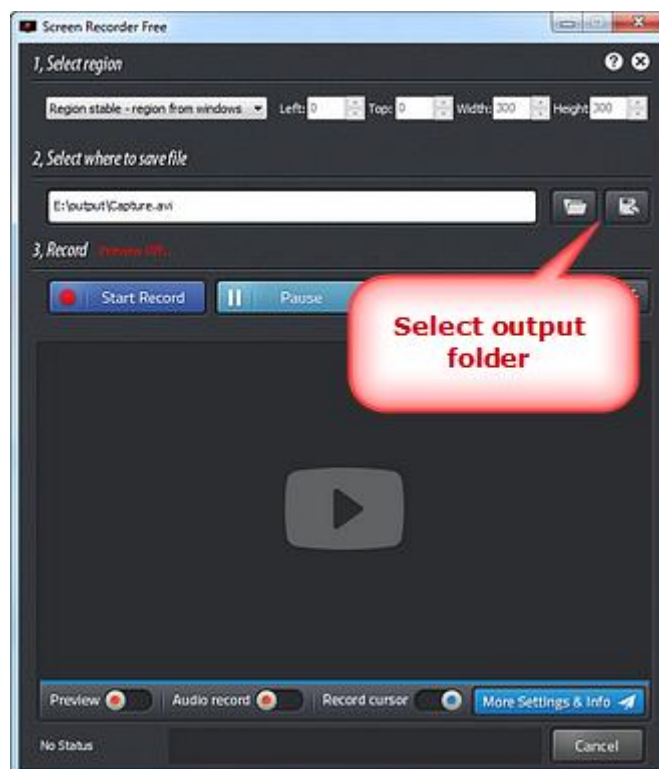 Screen Recorder Free
1, Select region
Region stable - region from windows Left: 0 Top: 0 Width: 300 Height 300
2, Select where to save file
E:\output\Capture.avi
3, Record Preview Off...
Start Record Pause
Select output
folder
Preview Audio record Record cursor More Settings & Info
No Status Cancel